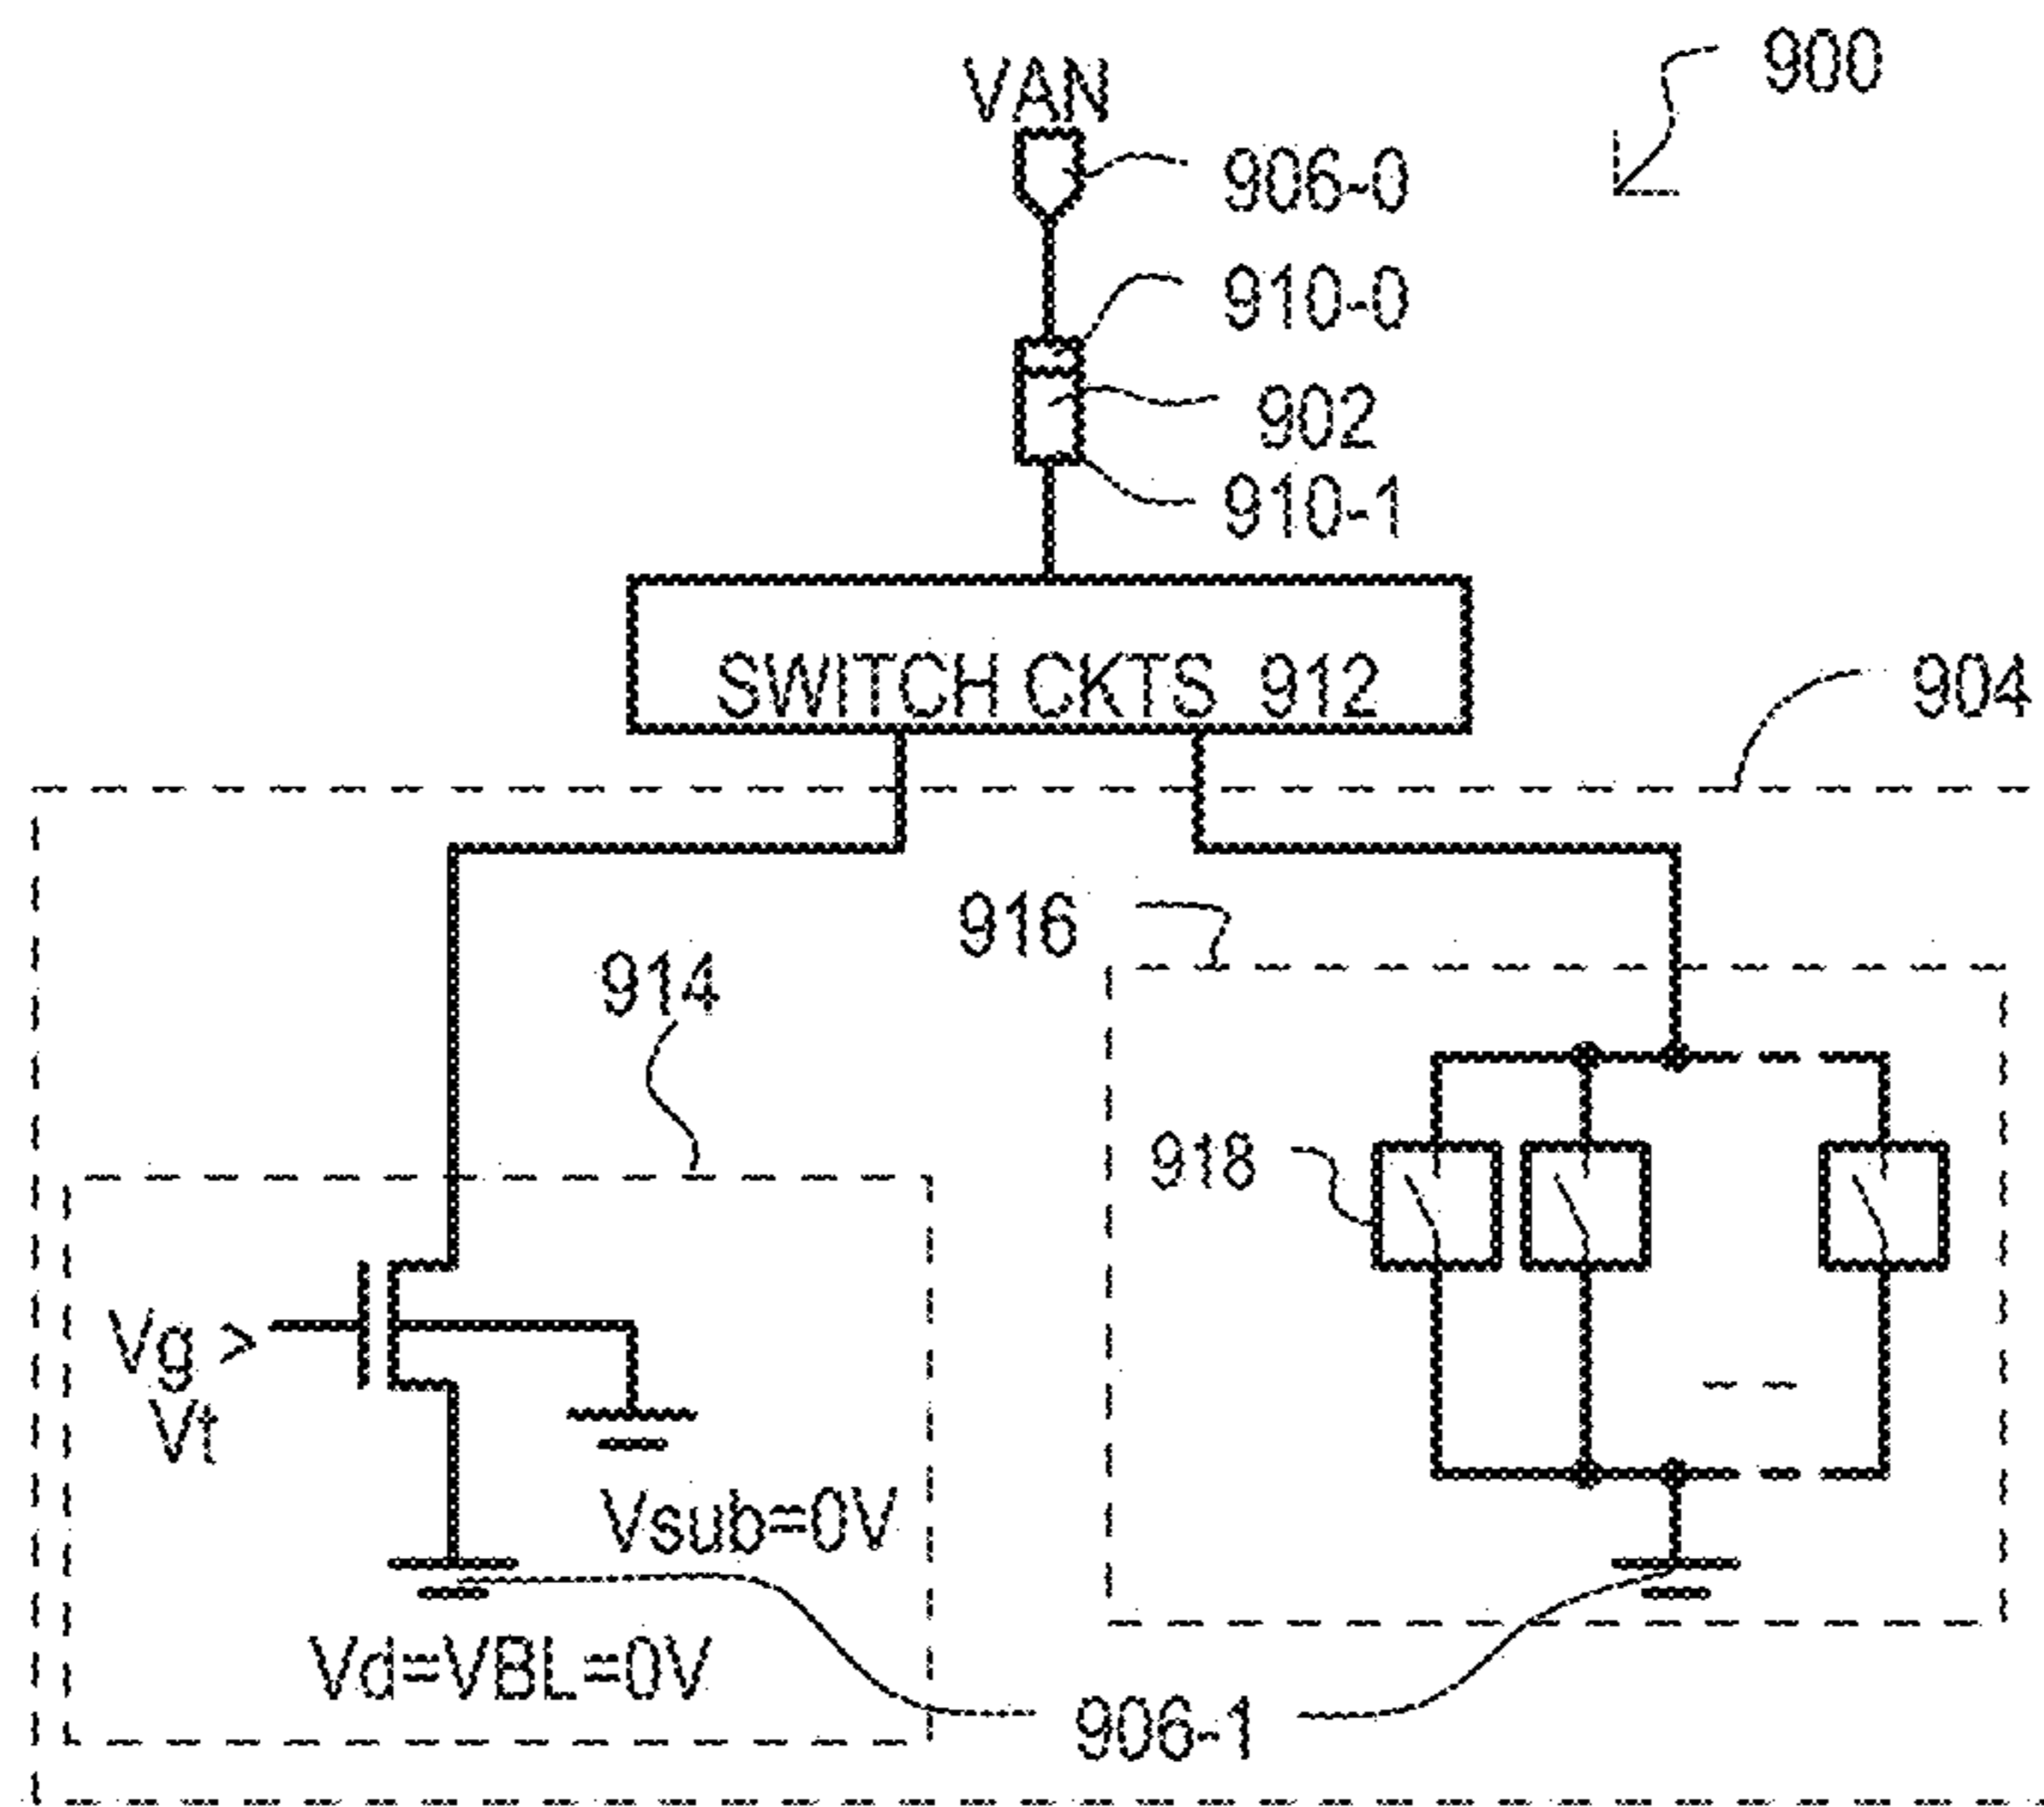 VAN
900
906-0
910-0
902
910-1
SWITCH CKTS 912
904
916
914
918
Vg >
Vt
Vsub=0V
Vd=VBL=0V
906-1